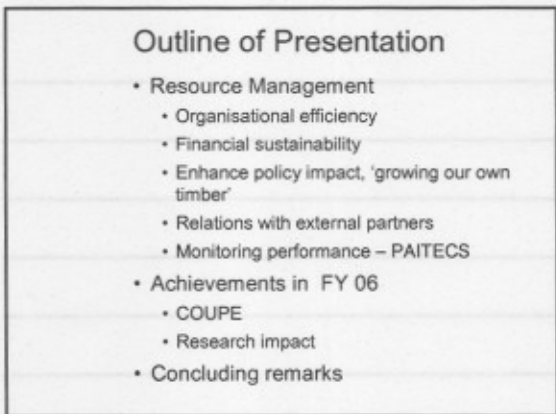 Outline of Presentation
• Resource Management
• Organisational efficiency
• Financial sustainability
• Enhance policy impact, 'growing our own
timber'
• Relations with external partners
• Monitoring performance – PAITECS
• Achievements in FY 06
• COUPE
• Research impact
• Concluding remarks